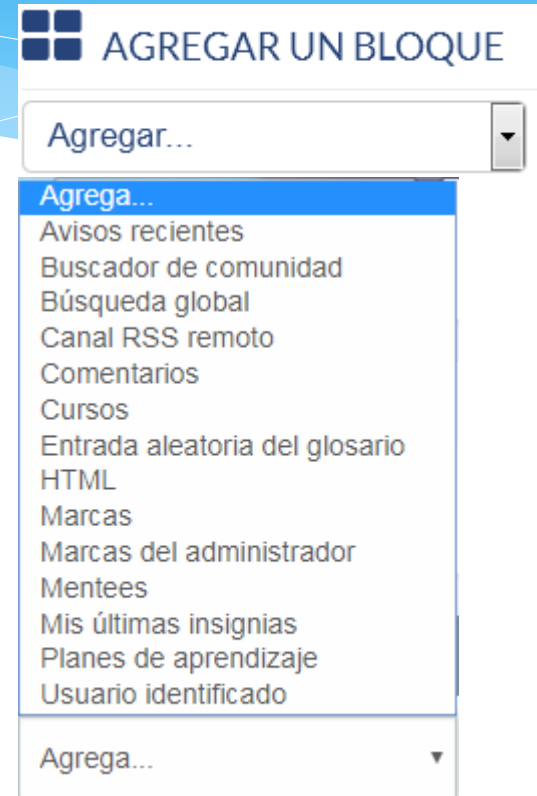 AGREGAR UN BLOQUE
Agregar...
Agrega...
Avisos recientes
Buscador de comunidad
Búsqueda global
Canal RSS remoto
Comentarios
Cursos
Entrada aleatoria del glosario
HTML
Marcas
Marcas del administrador
Mentees
Mis últimas insignias
Planes de aprendizaje
Usuario identificado
Agrega...